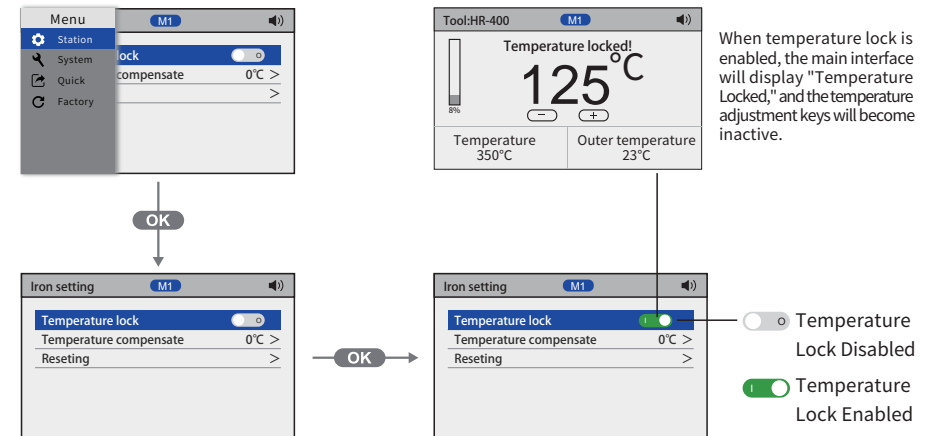 Menu
M1
Station
System
Quick
Factory
lock
O
compensate 0℃ >
>
OK
Tool:HR-400 M1
Temperature locked!
125°C
8%
− +
Temperature
350°C
Outer temperature
23°C
When temperature lock is
enabled, the main interface
will display "Temperature
Locked," and the temperature
adjustment keys will become
inactive.
Iron setting M1
Temperature lock O
Temperature compensate 0℃ >
Reseting >
OK
Iron setting M1
Temperature lock I
Temperature compensate 0℃ >
Reseting >
O Temperature
Lock Disabled
I Temperature
Lock Enabled